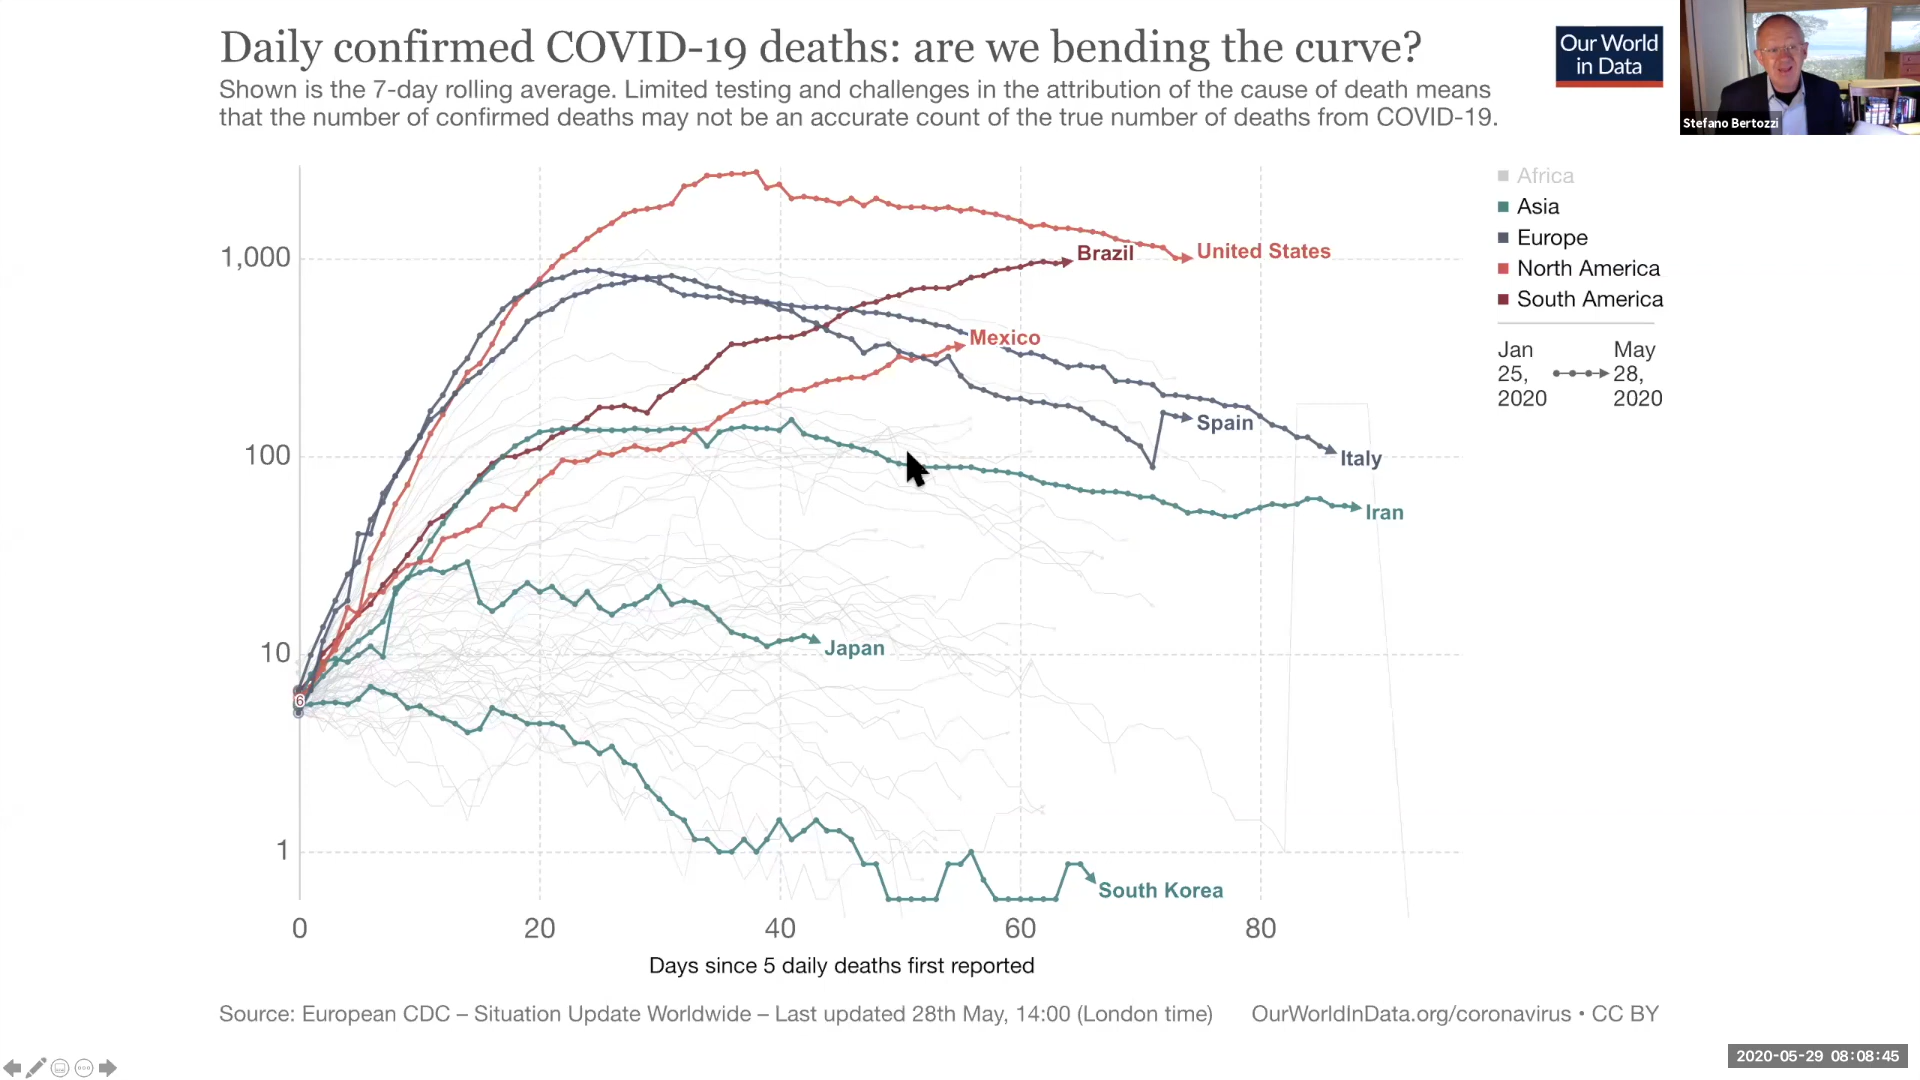 Daily confirmed COVID-19 deaths: are we bending the curve?
Shown is the 7-day rolling average. Limited testing and challenges in the attribution of the cause of death means
that the number of confirmed deaths may not be an accurate count of the true number of deaths from COVID-19.
Our World
in Data
Stefano Bertozzi
Africa
Asia
Europe
North America
South America
Jan
25,
2020
May
28,
2020
1,000
100
10
1
6
United States
Brazil
Mexico
Spain
Italy
Iran
Japan
South Korea
0
20
40
60
80
Days since 5 daily deaths first reported
Source: European CDC – Situation Update Worldwide – Last updated 28th May, 14:00 (London time)
OurWorldInData.org/coronavirus • CC BY
2020-05-29 08:08:45